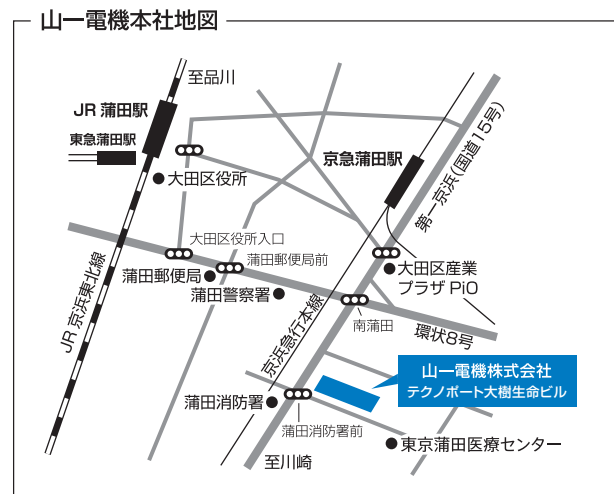 山一電機本社地図
至品川
JR 蒲田駅
東急蒲田駅
大田区役所
京急蒲田駅
第一京浜(国道15号)
大田区役所入口
蒲田郵便局前
蒲田郵便局
蒲田警察署
大田区産業
プラザ PiO
JR 京浜東北線
京浜急行本線
南蒲田
環状8号
山一電機株式会社
テクノポート大樹生命ビル
蒲田消防署
蒲田消防署前
東京蒲田医療センター
至川崎